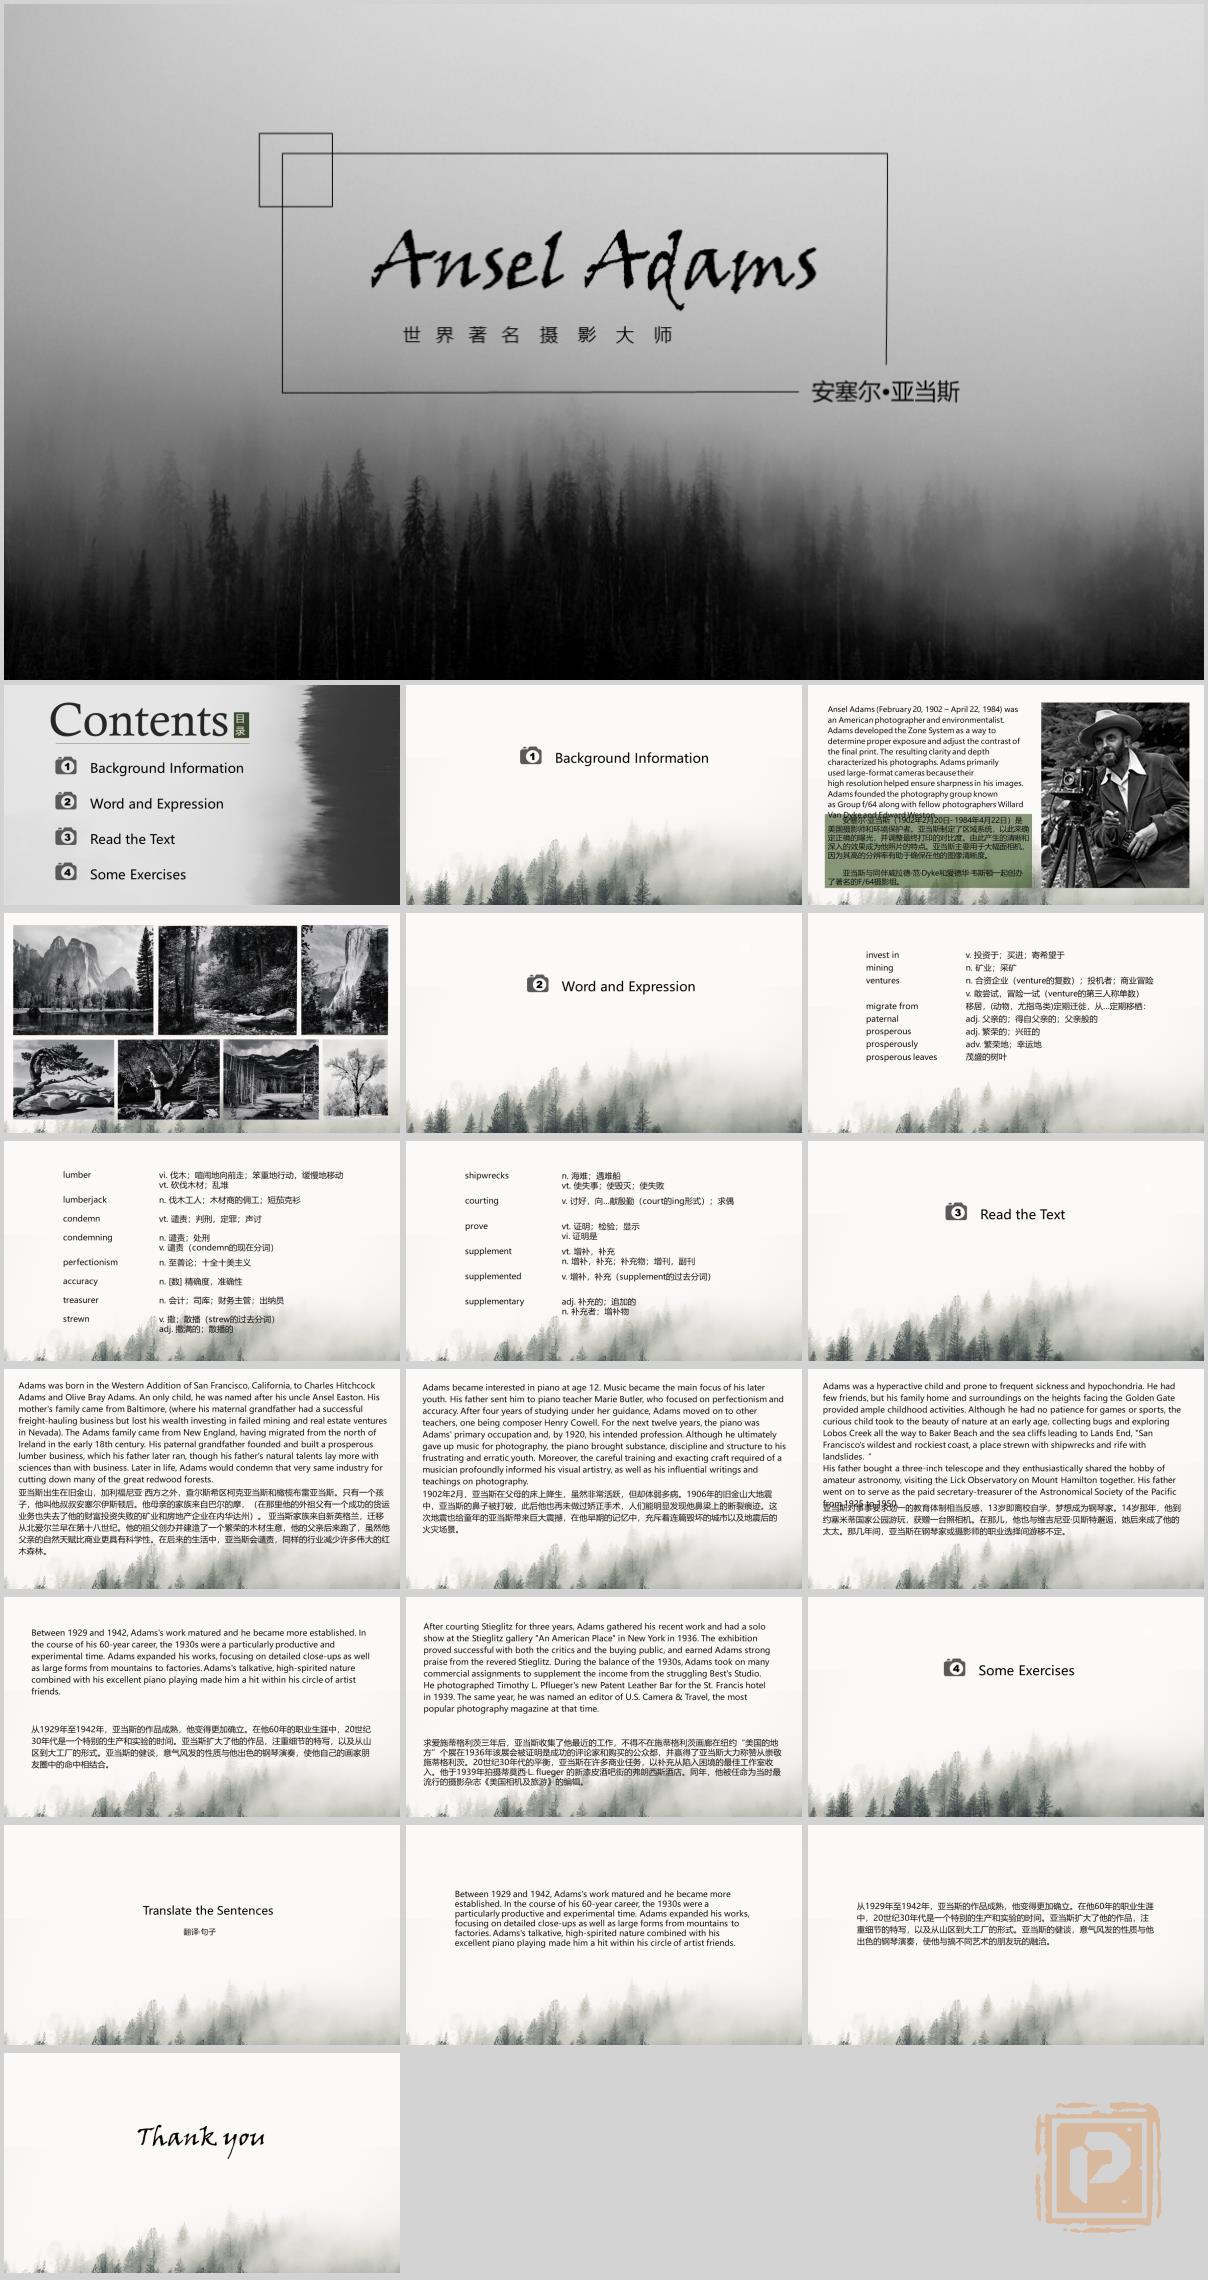 Ansel Adams
世界著名摄影大师
安塞尔•亚当斯
Contents 目录
1 Background Information
2 Word and Expression
3 Read the Text
4 Some Exercises
1 Background Information
Ansel Adams (February 20, 1902 – April 22, 1984) was
an American photographer and environmentalist.
Adams developed the Zone System as a way to
determine proper exposure and adjust the contrast of
the final print. The resulting clarity and depth
characterized his photographs. Adams primarily
used large-format cameras because their
high resolution helped ensure sharpness in his images.
Adams founded the photography group known
as Group f/64 along with fellow photographers Willard
Van Dyke and Edward Weston.
安塞尔·亚当斯（1902年2月20日- 1984年4月22日）是
美国摄影师和环境保护者。亚当斯制定了区域系统，以此来确
定正确的曝光，并调整最终打印的对比度。由此产生的清晰和
深入的效果成为他照片的特点。亚当斯主要用于大幅面相机，
因为其高的分辨率有助于确保在他的图像清晰度。
亚当斯与同伴威拉德·范·Dyke和爱德华·韦斯顿一起创办
了著名的F/64摄影组。
2 Word and Expression
invest in v. 投资于；买进；寄希望于
mining n. 矿业；采矿
ventures n. 合资企业（venture的复数）；投机者；商业冒险
v. 敢尝试，冒险一试（venture的第三人称单数）
migrate from 移居，(动物，尤指鸟类)定期迁徙，从...定期移栖：
paternal adj. 父亲的；得自父亲的；父亲般的
prosperous adj. 繁荣的；兴旺的
prosperously adv. 繁荣地；幸运地
prosperous leaves 茂盛的树叶
lumber vi. 伐木；喧闹地向前走；笨重地行动，缓慢地移动
vt. 砍伐木材；乱堆
lumberjack n. 伐木工人；木材商的佣工；短茄克衫
condemn vt. 谴责；判刑，定罪；声讨
condemning n. 谴责；处刑
v. 谴责（condemn的现在分词）
perfectionism n. 至善论；十全十美主义
accuracy n. [数] 精确度，准确性
treasurer n. 会计；司库；财务主管；出纳员
strewn v. 撒；散播（strew的过去分词）
adj. 撒满的；散播的
shipwrecks n. 海难；遇难船
vt. 使失事；使毁灭；使失败
courting v. 讨好，向...献殷勤（court的ing形式）；求偶
prove vt. 证明；检验；显示
vi. 证明是
supplement vt. 增补，补充
n. 增补，补充；补充物；增刊，副刊
supplemented v. 增补，补充（supplement的过去分词）
supplementary adj. 补充的；追加的
n. 补充者；增补物
3 Read the Text
Adams was born in the Western Addition of San Francisco, California, to Charles Hitchcock
Adams and Olive Bray Adams. An only child, he was named after his uncle Ansel Easton. His
mother's family came from Baltimore, (where his maternal grandfather had a successful
freight-hauling business but lost his wealth investing in failed mining and real estate ventures
in Nevada). The Adams family came from New England, having migrated from the north of
Ireland in the early 18th century. His paternal grandfather founded and built a prosperous
lumber business, which his father later ran, though his father's natural talents lay more with
sciences than with business. Later in life, Adams would condemn that very same industry for
cutting down many of the great redwood forests.
亚当斯出生在旧金山，加利福尼亚 西方之外，查尔斯希区柯克亚当斯和橄榄布雷亚当斯。只有一个孩
子，他叫他叔叔安塞尔伊斯顿后。他母亲的家族来自巴尔的摩，（在那里他的外祖父有一个成功的货运
业务也失去了他的财富投资失败的矿业和房地产企业在内华达州）。 亚当斯家族来自新英格兰，迁移
从北爱尔兰早在第十八世纪。他的祖父创办并建造了一个繁荣的木材生意，他的父亲后来跑了，虽然他
父亲的自然天赋比商业更具有科学性。在后来的生活中，亚当斯会谴责，同样的行业减少许多伟大的红
木森林。
Adams became interested in piano at age 12. Music became the main focus of his later
youth. His father sent him to piano teacher Marie Butler, who focused on perfectionism and
accuracy. After four years of studying under her guidance, Adams moved on to other
teachers, one being composer Henry Cowell. For the next twelve years, the piano was
Adams' primary occupation and, by 1920, his intended profession. Although he ultimately
gave up music for photography, the piano brought substance, discipline and structure to his
frustrating and erratic youth. Moreover, the careful training and exacting craft required of a
musician profoundly informed his visual artistry, as well as his influential writings and
teachings on photography.
1902年2月，亚当斯在父母的床上降生，虽然非常活跃，但却体弱多病。1906年的旧金山大地震
中，亚当斯的鼻子被打破，此后他也再未做过矫正手术，人们能明显发现他鼻梁上的断裂痕迹。这
次地震也给童年的亚当斯带来巨大震撼，在他早期的记忆中，充斥着连篇毁坏的城市以及地震后的
火灾场景。
Adams was a hyperactive child and prone to frequent sickness and hypochondria. He had
few friends, but his family home and surroundings on the heights facing the Golden Gate
provided ample childhood activities. Although he had no patience for games or sports, the
curious child took to the beauty of nature at an early age, collecting bugs and exploring
Lobos Creek all the way to Baker Beach and the sea cliffs leading to Lands End, "San
Francisco's wildest and rockiest coast, a place strewn with shipwrecks and rife with
landslides. "
His father bought a three-inch telescope and they enthusiastically shared the hobby of
amateur astronomy, visiting the Lick Observatory on Mount Hamilton together. His father
went on to serve as the paid secretary-treasurer of the Astronomical Society of the Pacific
from 1925 to 1950.
亚当斯对事事要求划一的教育体制相当反感，13岁即离校自学，梦想成为钢琴家。14岁那年，他到
约塞米蒂国家公园游玩，获赠一台照相机。在那儿，他也与维吉尼亚·贝斯特邂逅，她后来成了他的
太太。那几年间，亚当斯在钢琴家或摄影师的职业选择间游移不定。
Between 1929 and 1942, Adams's work matured and he became more established. In
the course of his 60-year career, the 1930s were a particularly productive and
experimental time. Adams expanded his works, focusing on detailed close-ups as well
as large forms from mountains to factories. Adams's talkative, high-spirited nature
combined with his excellent piano playing made him a hit within his circle of artist
friends.
从1929年至1942年，亚当斯的作品成熟，他变得更加确立。在他60年的职业生涯中，20世纪
30年代是一个特别的生产和实验的时间。亚当斯扩大了他的作品，注重细节的特写，以及从山
区到大工厂的形式。亚当斯的健谈，意气风发的性质与他出色的钢琴演奏，使他自己的画家朋
友圈中的命中相结合。
After courting Stieglitz for three years, Adams gathered his recent work and had a solo
show at the Stieglitz gallery "An American Place" in New York in 1936. The exhibition
proved successful with both the critics and the buying public, and earned Adams strong
praise from the revered Stieglitz. During the balance of the 1930s, Adams took on many
commercial assignments to supplement the income from the struggling Best's Studio.
He photographed Timothy L. Pflueger's new Patent Leather Bar for the St. Francis hotel
in 1939. The same year, he was named an editor of U.S. Camera & Travel, the most
popular photography magazine at that time.
求爱施蒂格利茨三年后，亚当斯收集了他最近的工作，不得不在施蒂格利茨画廊在纽约“美国的地
方”个展在1936年该展会被证明是成功的评论家和购买的公众都，并赢得了亚当斯大力称赞从崇敬
施蒂格利茨。20世纪30年代的平衡，亚当斯在许多商业任务，以补充从陷入困境的最佳工作室收
入。他于1939年拍摄蒂莫西·L. flueger 的新漆皮酒吧街的弗朗西斯酒店。同年，他被任命为当时最
流行的摄影杂志《美国相机及旅游》的编辑。
4 Some Exercises
Translate the Sentences
翻译·句子
Between 1929 and 1942, Adams's work matured and he became more
established. In the course of his 60-year career, the 1930s were a
particularly productive and experimental time. Adams expanded his works,
focusing on detailed close-ups as well as large forms from mountains to
factories. Adams's talkative, high-spirited nature combined with his
excellent piano playing made him a hit within his circle of artist friends.
从1929年至1942年，亚当斯的作品成熟，他变得更加确立。在他60年的职业生涯
中，20世纪30年代是一个特别的生产和实验的时间。亚当斯扩大了他的作品，注
重细节的特写，以及从山区到大工厂的形式。亚当斯的健谈，意气风发的性质与他
出色的钢琴演奏，使他与搞不同艺术的朋友玩的融洽。
Thank you